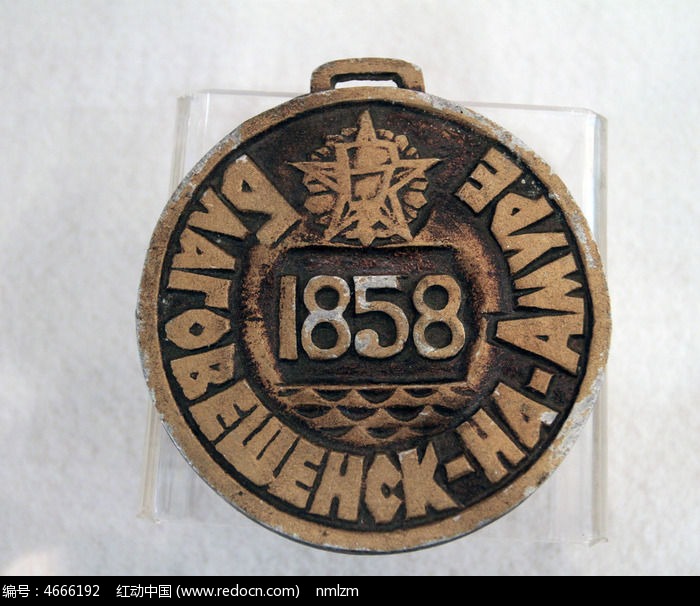 БЛАГОВЕЩЕНСК-НА-АМУРЕ
1858
编号：4666192 红动中国 (www.redocn.com) nmlzm